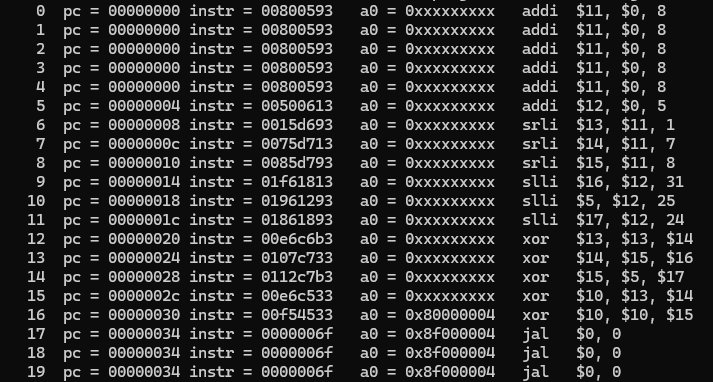 0 pc = 00000000 instr = 00800593 a0 = 0xxxxxxxxx addi $11, $0, 8
1 pc = 00000000 instr = 00800593 a0 = 0xxxxxxxxx addi $11, $0, 8
2 pc = 00000000 instr = 00800593 a0 = 0xxxxxxxxx addi $11, $0, 8
3 pc = 00000000 instr = 00800593 a0 = 0xxxxxxxxx addi $11, $0, 8
4 pc = 00000000 instr = 00800593 a0 = 0xxxxxxxxx addi $11, $0, 8
5 pc = 00000004 instr = 00500613 a0 = 0xxxxxxxxx addi $12, $0, 5
6 pc = 00000008 instr = 0015d693 a0 = 0xxxxxxxxx srli $13, $11, 1
7 pc = 0000000c instr = 0075d713 a0 = 0xxxxxxxxx srli $14, $11, 7
8 pc = 00000010 instr = 0085d793 a0 = 0xxxxxxxxx srli $15, $11, 8
9 pc = 00000014 instr = 01f61813 a0 = 0xxxxxxxxx slli $16, $12, 31
10 pc = 00000018 instr = 01961293 a0 = 0xxxxxxxxx slli $5, $12, 25
11 pc = 0000001c instr = 01861893 a0 = 0xxxxxxxxx slli $17, $12, 24
12 pc = 00000020 instr = 00e6c6b3 a0 = 0xxxxxxxxx xor $13, $13, $14
13 pc = 00000024 instr = 0107c733 a0 = 0xxxxxxxxx xor $14, $15, $16
14 pc = 00000028 instr = 0112c7b3 a0 = 0xxxxxxxxx xor $15, $5, $17
15 pc = 0000002c instr = 00e6c533 a0 = 0xxxxxxxxx xor $10, $13, $14
16 pc = 00000030 instr = 00f54533 a0 = 0x80000004 xor $10, $10, $15
17 pc = 00000034 instr = 0000006f a0 = 0x8f000004 jal $0, 0
18 pc = 00000034 instr = 0000006f a0 = 0x8f000004 jal $0, 0
19 pc = 00000034 instr = 0000006f a0 = 0x8f000004 jal $0, 0